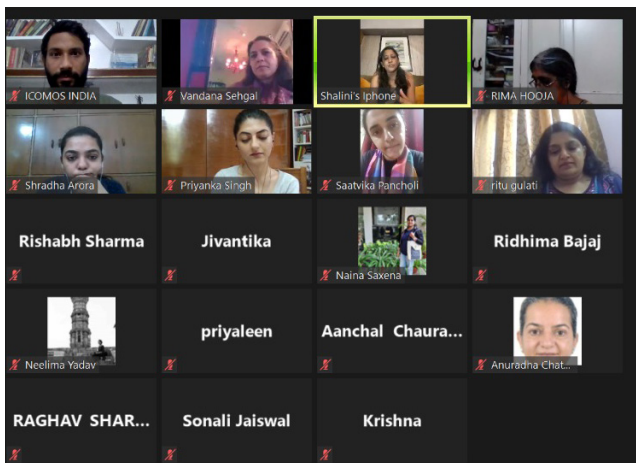 ICOMOS INDIA
Vandana Sehgal
Shalini's Iphone
RIMA HOOJA
Shradha Arora
Priyanka Singh
Saatvika Pancholi
ritu gulati
Rishabh Sharma
Jivantika
Naina Saxena
Ridhima Bajaj
Neelima Yadav
priyaleen
Aanchal Chaura...
Anuradha Chat...
RAGHAV SHAR...
Sonali Jaiswal
Krishna